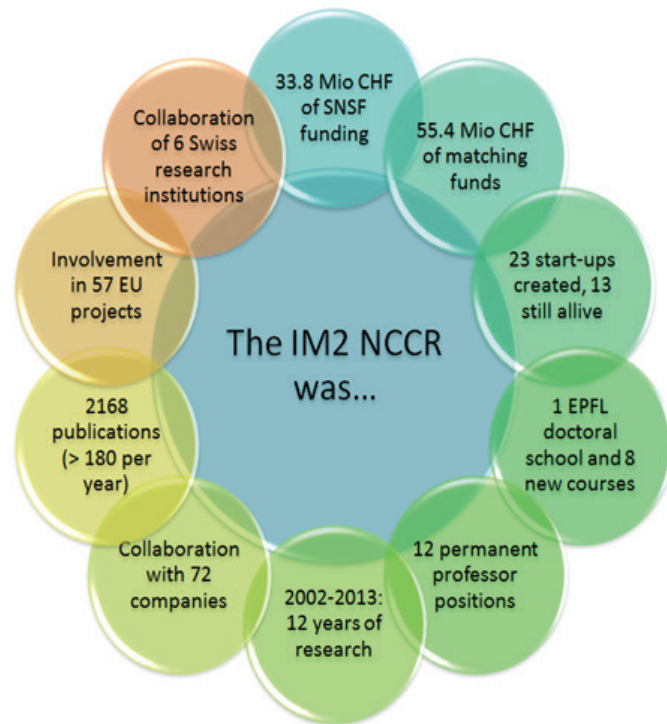 The IM2 NCCR
was...
33.8 Mio CHF
of SNSF
funding
55.4 Mio CHF
of matching
funds
23 start-ups
created, 13
still alive
1 EPFL
doctoral
school and 8
new courses
12 permanent
professor
positions
2002-2013:
12 years of
research
Collaboration
with 72
companies
2168
publications
(> 180 per
year)
Involvement
in 57 EU
projects
Collaboration
of 6 Swiss
research
institutions